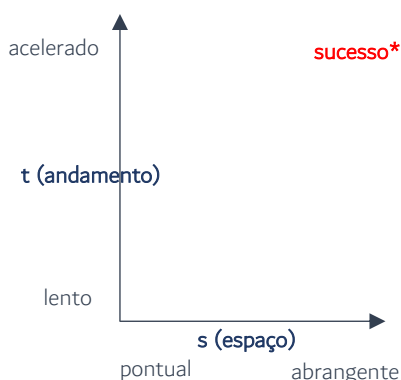 acelerado
sucesso*
t (andamento)
lento
s (espaço)
pontual
abrangente